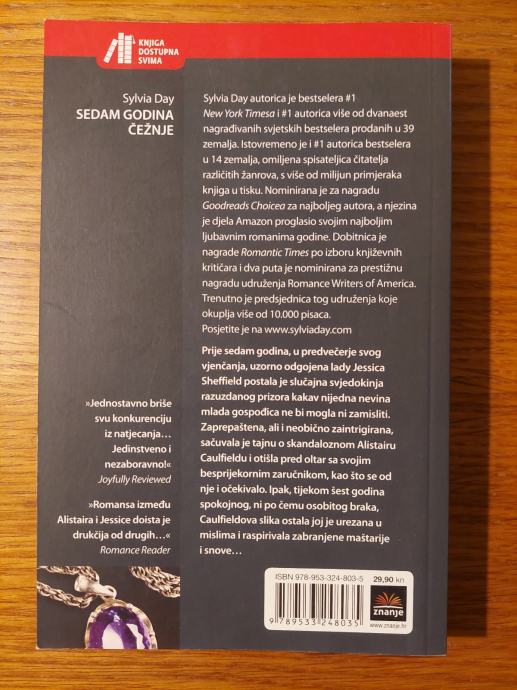 KNJIGA
DOSTUPNA
SVIMA
Sylvia Day
SEDAM GODINA
ČEŽNJE
Sylvia Day autorica je bestselera #1
New York Timesa i #1 autorica više od dvanaest
nagrađivanih svjetskih bestselera prodanih u 39
zemalja. Istovremeno je i #1 autorica bestselera
u 14 zemalja, omiljena spisateljica čitatelja
različitih žanrova, s više od milijun primjeraka
knjiga u tisku. Nominirana je za nagradu
Goodreads Choicea za najboljeg autora, a njezina
je djela Amazon proglasio svojim najboljim
ljubavnim romanima godine. Dobitnica je
nagrade Romantic Times po izboru književnih
kritičara i dva puta je nominirana za prestižnu
nagradu udruženja Romance Writers of America.
Trenutno je predsjednica tog udruženja koje
okuplja više od 10.000 pisaca.
Posjetite je na www.sylviaday.com
Prije sedam godina, u predvečerje svog
vjenčanja, uzorno odgojena lady Jessica
Sheffield postala je slučajna svjedokinja
razuzdanog prizora kakav nijedna nevina
mlada gospođica ne bi mogla ni zamisliti.
Zaprepaštena, ali i neobično zaintrigirana,
sačuvala je tajnu o skandaloznom Alistairu
Caulfieldu i otišla pred oltar sa svojim
besprijekornim zaručnikom, kao što se od
nje i očekivalo. Ipak, tijekom šest godina
spokojnog, ni po čemu osobitog braka,
Caulfieldova slika ostala joj je urezana u
mislima i raspirivala zabranjene maštarije
i snove...
»Jednostavno briše
svu konkurenciju
iz natjecanja...
Jedinstveno i
nezaboravno!«
Joyfully Reviewed
»Romansa između
Alistaira i Jessice doista je
drukčija od drugih...«
Romance Reader
ISBN 978-953-324-803-5
29,90 kn
9 789533 248035
znanje
www.znanje.hr